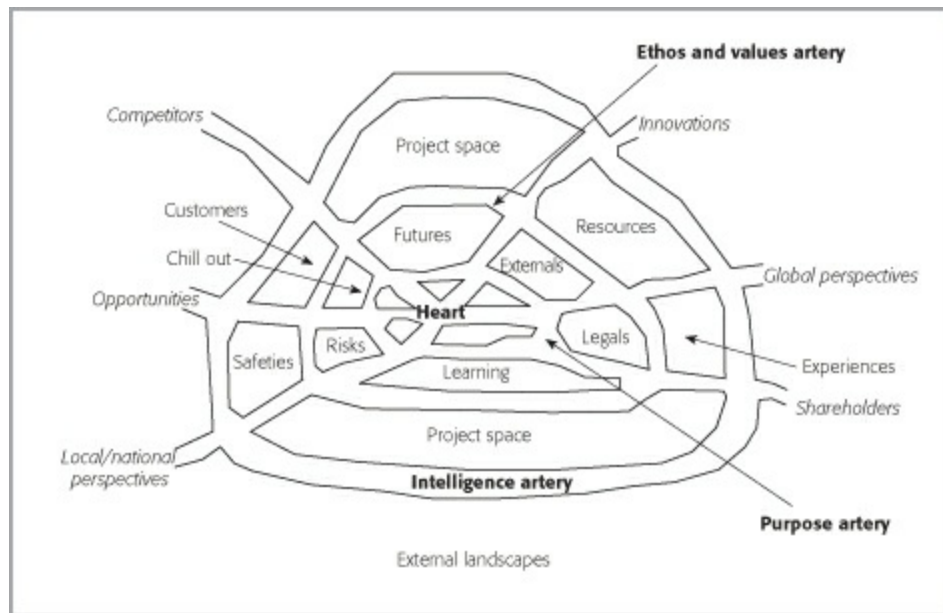 Ethos and values artery
Competitors
Innovations
Project space
Customers
Futures
Resources
Chill out
Externals
Global perspectives
Opportunities
Heart
Legals
Risks
Safeties
Experiences
Learning
Shareholders
Project space
Local/national
perspectives
Intelligence artery
Purpose artery
External landscapes